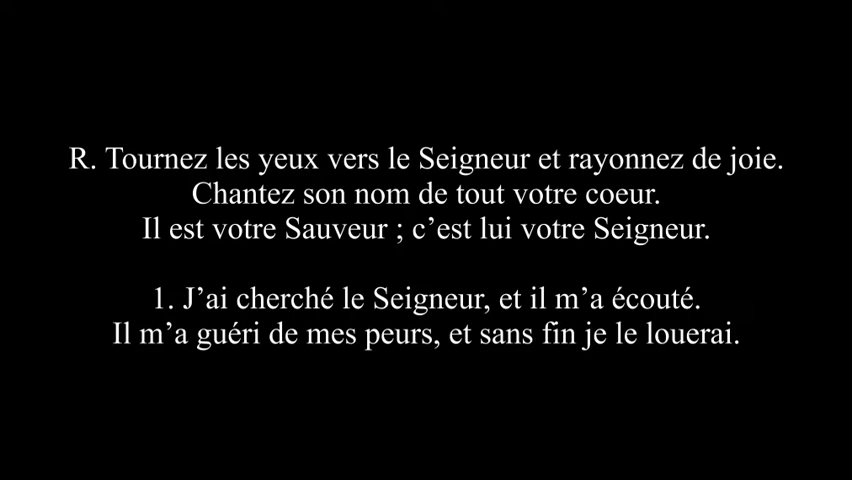 R. Tournez les yeux vers le Seigneur et rayonnez de joie.
Chantez son nom de tout votre coeur.
Il est votre Sauveur ; c’est lui votre Seigneur.
1. J’ai cherché le Seigneur, et il m’a écouté.
Il m’a guéri de mes peurs, et sans fin je le louerai.